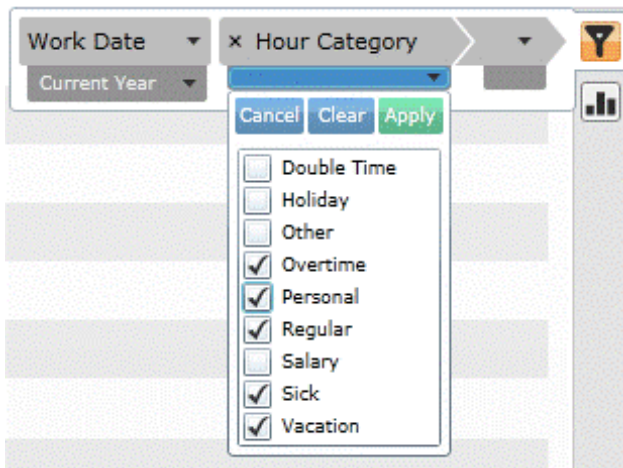 Work Date × Hour Category
Current Year
Cancel Clear Apply
Double Time
Holiday
Other
Overtime
Personal
Regular
Salary
Sick
Vacation